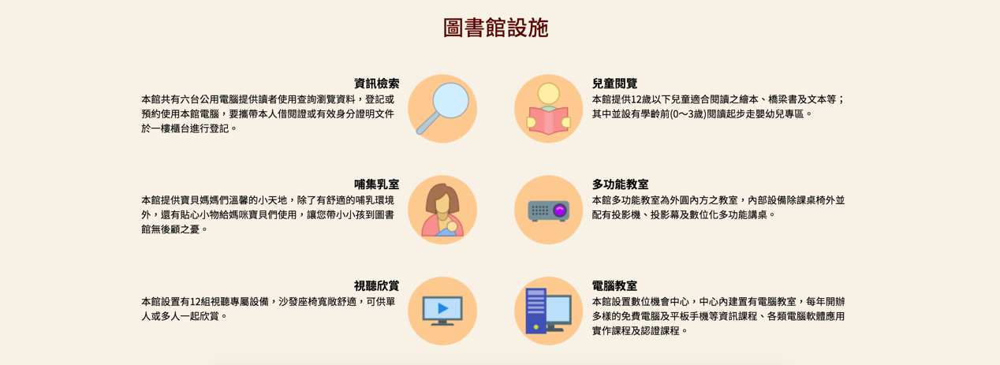 圖書館設施
資訊檢索
本館共有六台公用電腦提供讀者使用查詢瀏覽資料，登記或
預約使用本館電腦，要攜帶本人借閱證或有效身分證明文件
於一樓櫃台進行登記。
兒童閱覽
本館提供12歲以下兒童適合閱讀之繪本、橋梁書及文本等；
其中並設有學齡前(0～3歲)閱讀起步走嬰幼兒專區。
哺集乳室
本館提供寶貝媽媽們溫馨的小天地，除了有舒適的哺乳環境
外，還有貼心小物給媽咪寶貝們使用，讓您帶小小孩到圖書
館無後顧之憂。
多功能教室
本館多功能教室為外圓內方之教室，內部設備除課桌椅外並
配有投影機、投影幕及數位化多功能講桌。
視聽欣賞
本館設置有12組視聽專屬設備，沙發座椅寬敞舒適，可供單
人或多人一起欣賞。
電腦教室
本館設置數位機會中心，中心內建置有電腦教室，每年開辦
多樣的免費電腦及平板手機等資訊課程、各類電腦軟體應用
實作課程及認證課程。